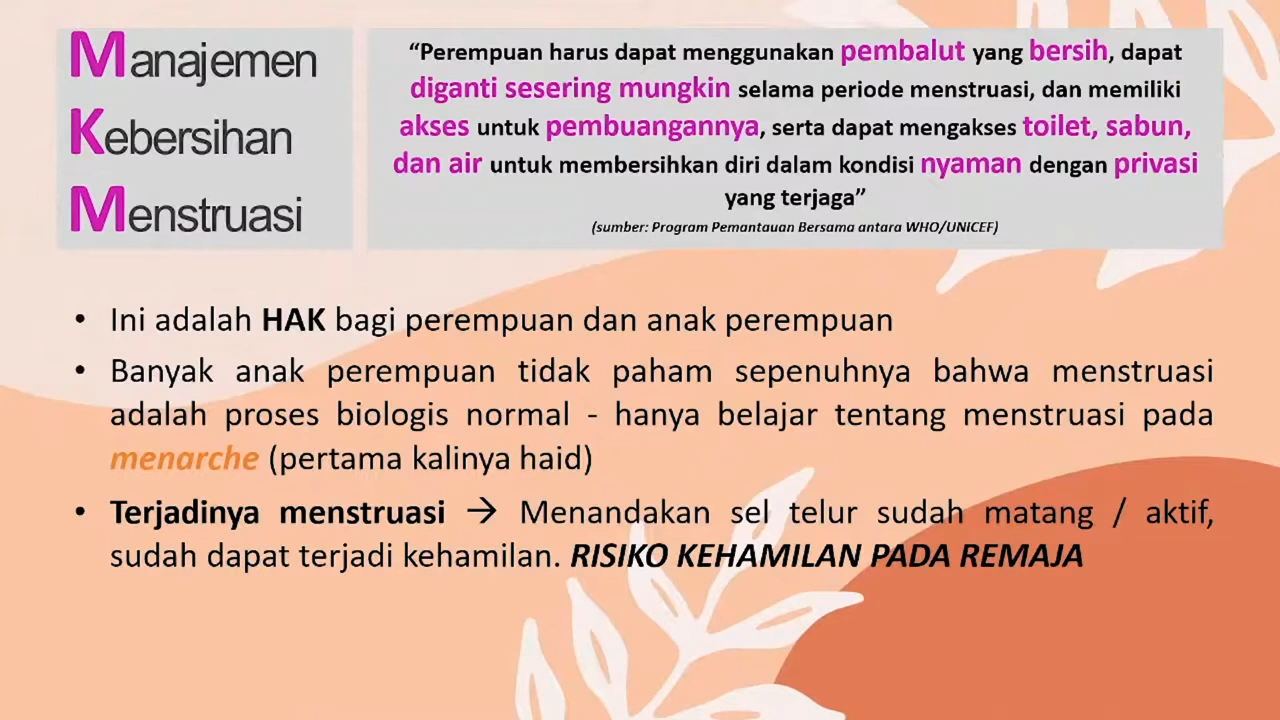 Manajemen
Kebersihan
Menstruasi
“Perempuan harus dapat menggunakan pembalut yang bersih, dapat
diganti sesering mungkin selama periode menstruasi, dan memiliki
akses untuk pembuangannya, serta dapat mengakses toilet, sabun,
dan air untuk membersihkan diri dalam kondisi nyaman dengan privasi
yang terjaga”
(sumber: Program Pemantauan Bersama antara WHO/UNICEF)
• Ini adalah HAK bagi perempuan dan anak perempuan
• Banyak anak perempuan tidak paham sepenuhnya bahwa menstruasi
adalah proses biologis normal - hanya belajar tentang menstruasi pada
menarche (pertama kalinya haid)
• Terjadinya menstruasi → Menandakan sel telur sudah matang / aktif,
sudah dapat terjadi kehamilan. RISIKO KEHAMILAN PADA REMAJA